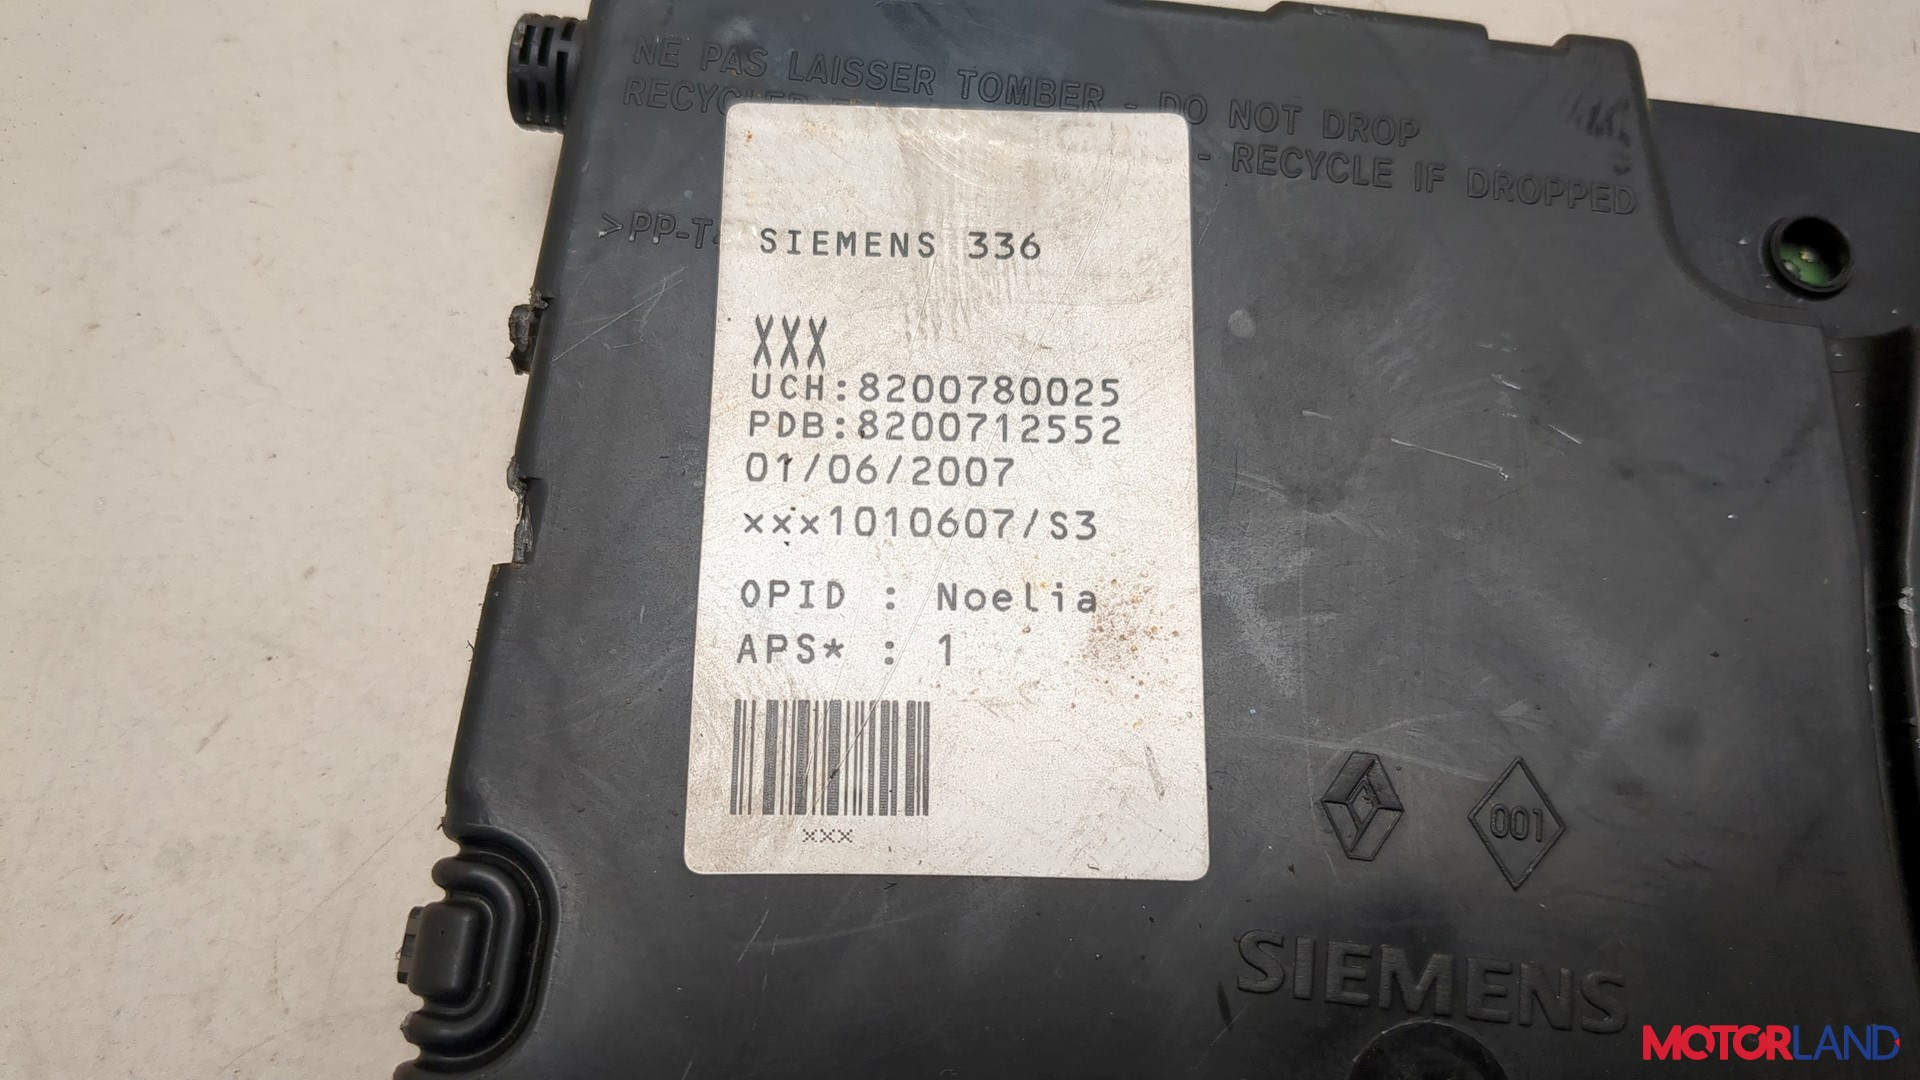 NE PAS LAISSER TOMBER - DO NOT DROP
- RECYCLE IF DROPPED
>PP-T
SIEMENS 336
XXX
UCH:8200780025
PDB:8200712552
01/06/2007
xxx1010607/S3
OPID : Noelia
APS* : 1
xxx
001
SIEMENS
MOTORLAND